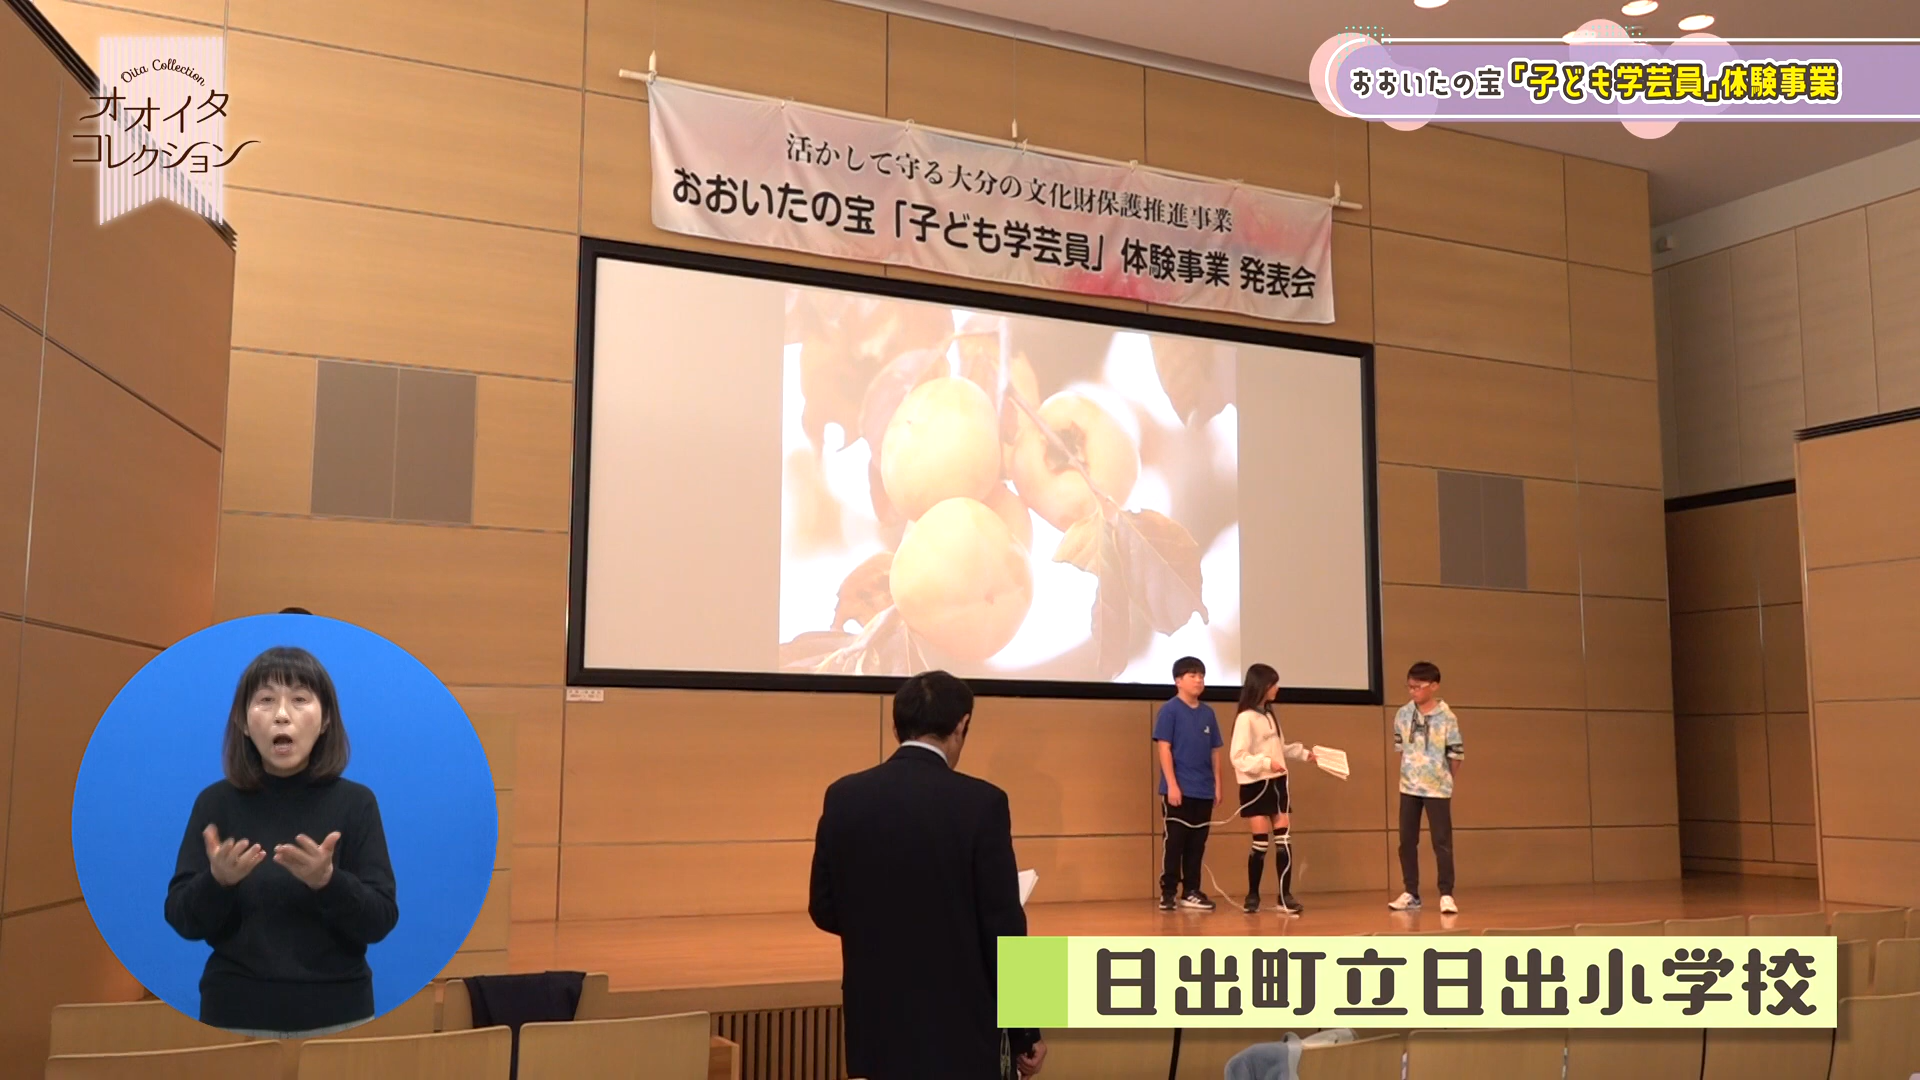 Oita Collection
オオイタ
コレクション
おおいたの宝「子ども学芸員」体験事業
活かして守る大分の文化財保護推進事業
おおいたの宝「子ども学芸員」体験事業 発表会
日出町立日出小学校